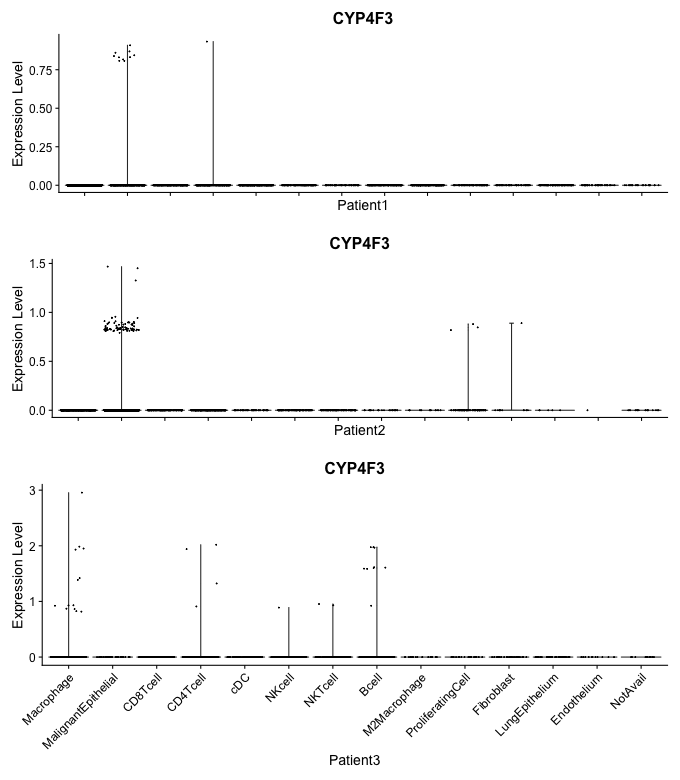 CYP4F3
Expression Level
0.75
0.50
0.25
0.00
Patient1
CYP4F3
Expression Level
1.5
1.0
0.5
0.0
Patient2
CYP4F3
Expression Level
3
2
1
0
Macrophage
MalignantEpithelial
CD8Tcell
CD4Tcell
cDC
NKcell
NKTcell
Bcell
M2Macrophage
ProliferatingCell
Fibroblast
LungEpithelium
Endothelium
NotAvail
Patient3